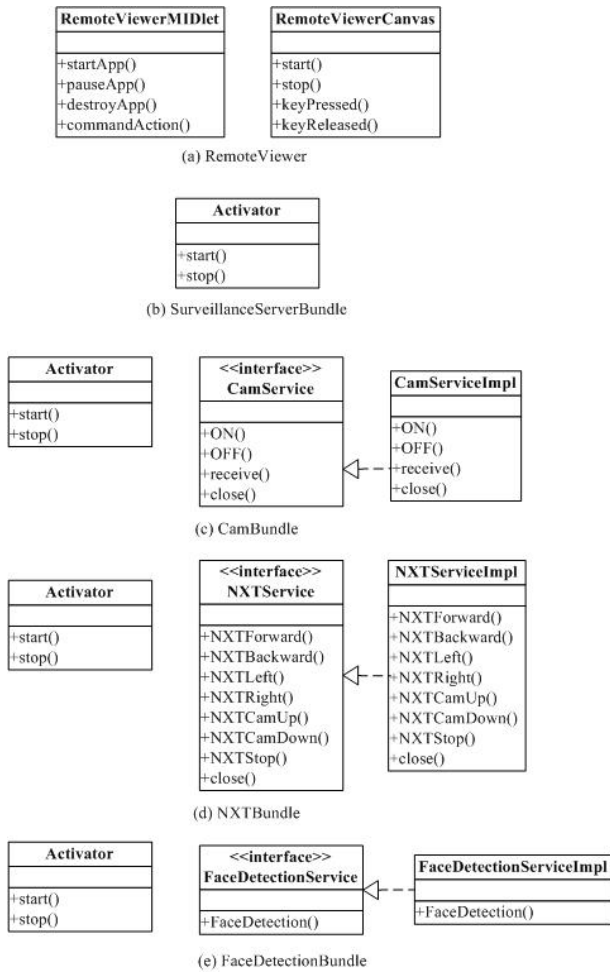 RemoteViewerMIDlet
+startApp()
+pauseApp()
+destroyApp()
+commandAction()
RemoteViewerCanvas
+start()
+stop()
+keyPressed()
+keyReleased()
(a) RemoteViewer
Activator
+start()
+stop()
(b) SurveillanceServerBundle
Activator
+start()
+stop()
<<interface>>
CamService
+ON()
+OFF()
+receive()
+close()
CamServiceImpl
+ON()
+OFF()
+receive()
+close()
(c) CamBundle
Activator
+start()
+stop()
<<interface>>
NXTService
+NXTForward()
+NXTBackward()
+NXTLeft()
+NXTRight()
+NXTCamUp()
+NXTCamDown()
+NXTStop()
+close()
NXTServiceImpl
+NXTForward()
+NXTBackward()
+NXTLeft()
+NXTRight()
+NXTCamUp()
+NXTCamDown()
+NXTStop()
+close()
(d) NXTBundle
Activator
+start()
+stop()
<<interface>>
FaceDetectionService
+FaceDetection()
FaceDetectionServiceImpl
+FaceDetection()
(e) FaceDetectionBundle